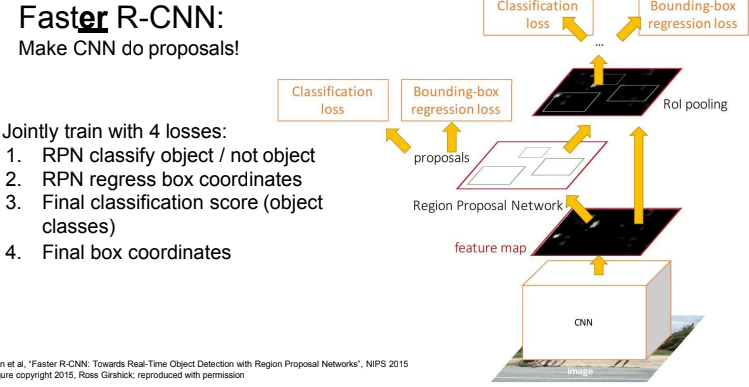 Faster R-CNN:
Make CNN do proposals!
Jointly train with 4 losses:
1. RPN classify object / not object
2. RPN regress box coordinates
3. Final classification score (object
classes)
4. Final box coordinates
Classification
loss
Bounding-box
regression loss
...
RoI pooling
Classification
loss
Bounding-box
regression loss
proposals
Region Proposal Network
feature map
CNN
image
n et al, "Faster R-CNN: Towards Real-Time Object Detection with Region Proposal Networks", NIPS 2015
gure copyright 2015, Ross Girshick; reproduced with permission